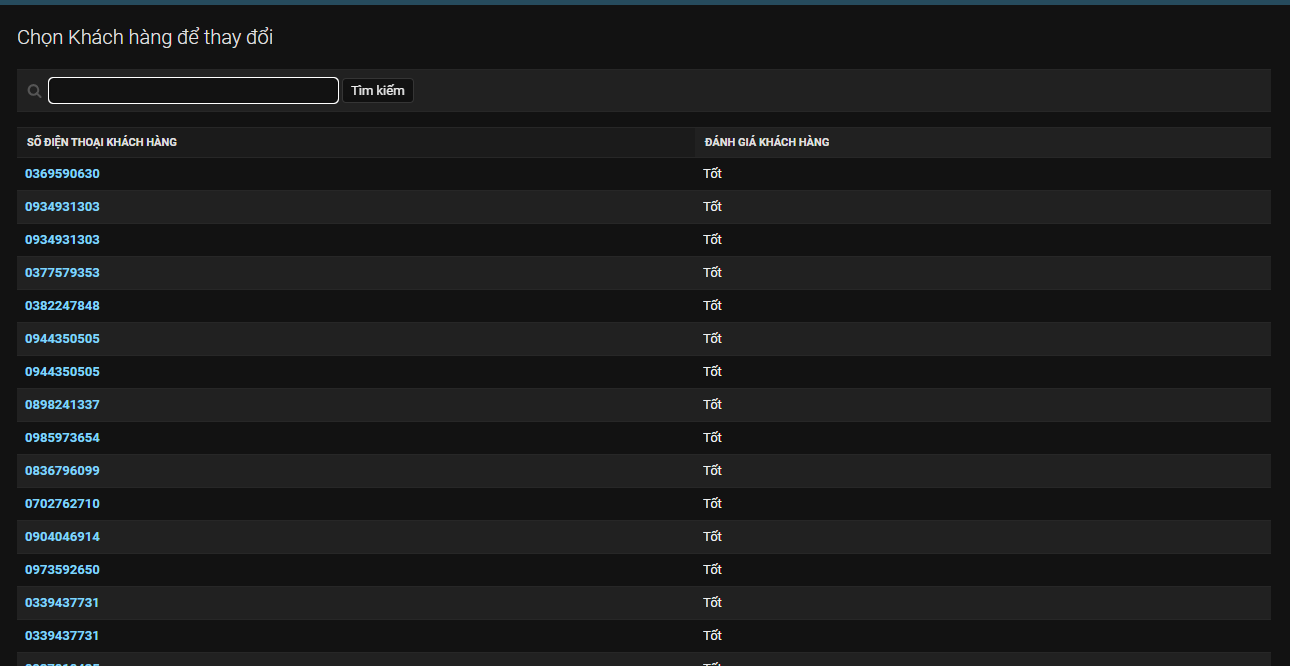 Chọn Khách hàng để thay đổi
Tìm kiếm
SỐ ĐIỆN THOẠI KHÁCH HÀNG ĐÁNH GIÁ KHÁCH HÀNG
0369590630 Tốt
0934931303 Tốt
0934931303 Tốt
0377579353 Tốt
0382247848 Tốt
0944350505 Tốt
0944350505 Tốt
0898241337 Tốt
0985973654 Tốt
0836796099 Tốt
0702762710 Tốt
0904046914 Tốt
0973592650 Tốt
0339437731 Tốt
0339437731 Tốt